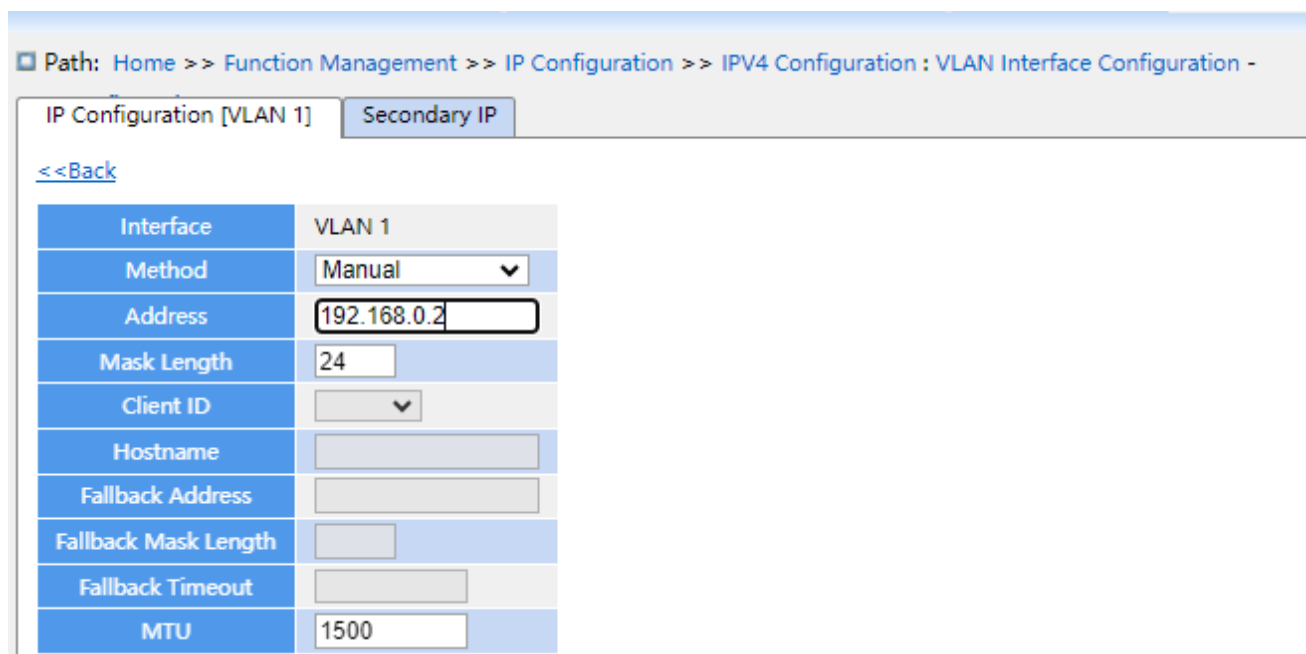 Path: Home >> Function Management >> IP Configuration >> IPV4 Configuration : VLAN Interface Configuration -
IP Configuration [VLAN 1] Secondary IP
<<Back
Interface VLAN 1
Method Manual
Address 192.168.0.2
Mask Length 24
Client ID
Hostname
Fallback Address
Fallback Mask Length
Fallback Timeout
MTU 1500